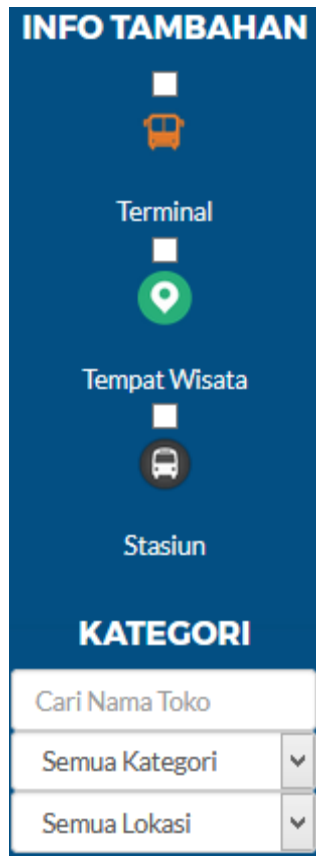 INFO TAMBAHAN
Terminal
Tempat Wisata
Stasiun
KATEGORI
Cari Nama Toko
Semua Kategori
Semua Lokasi